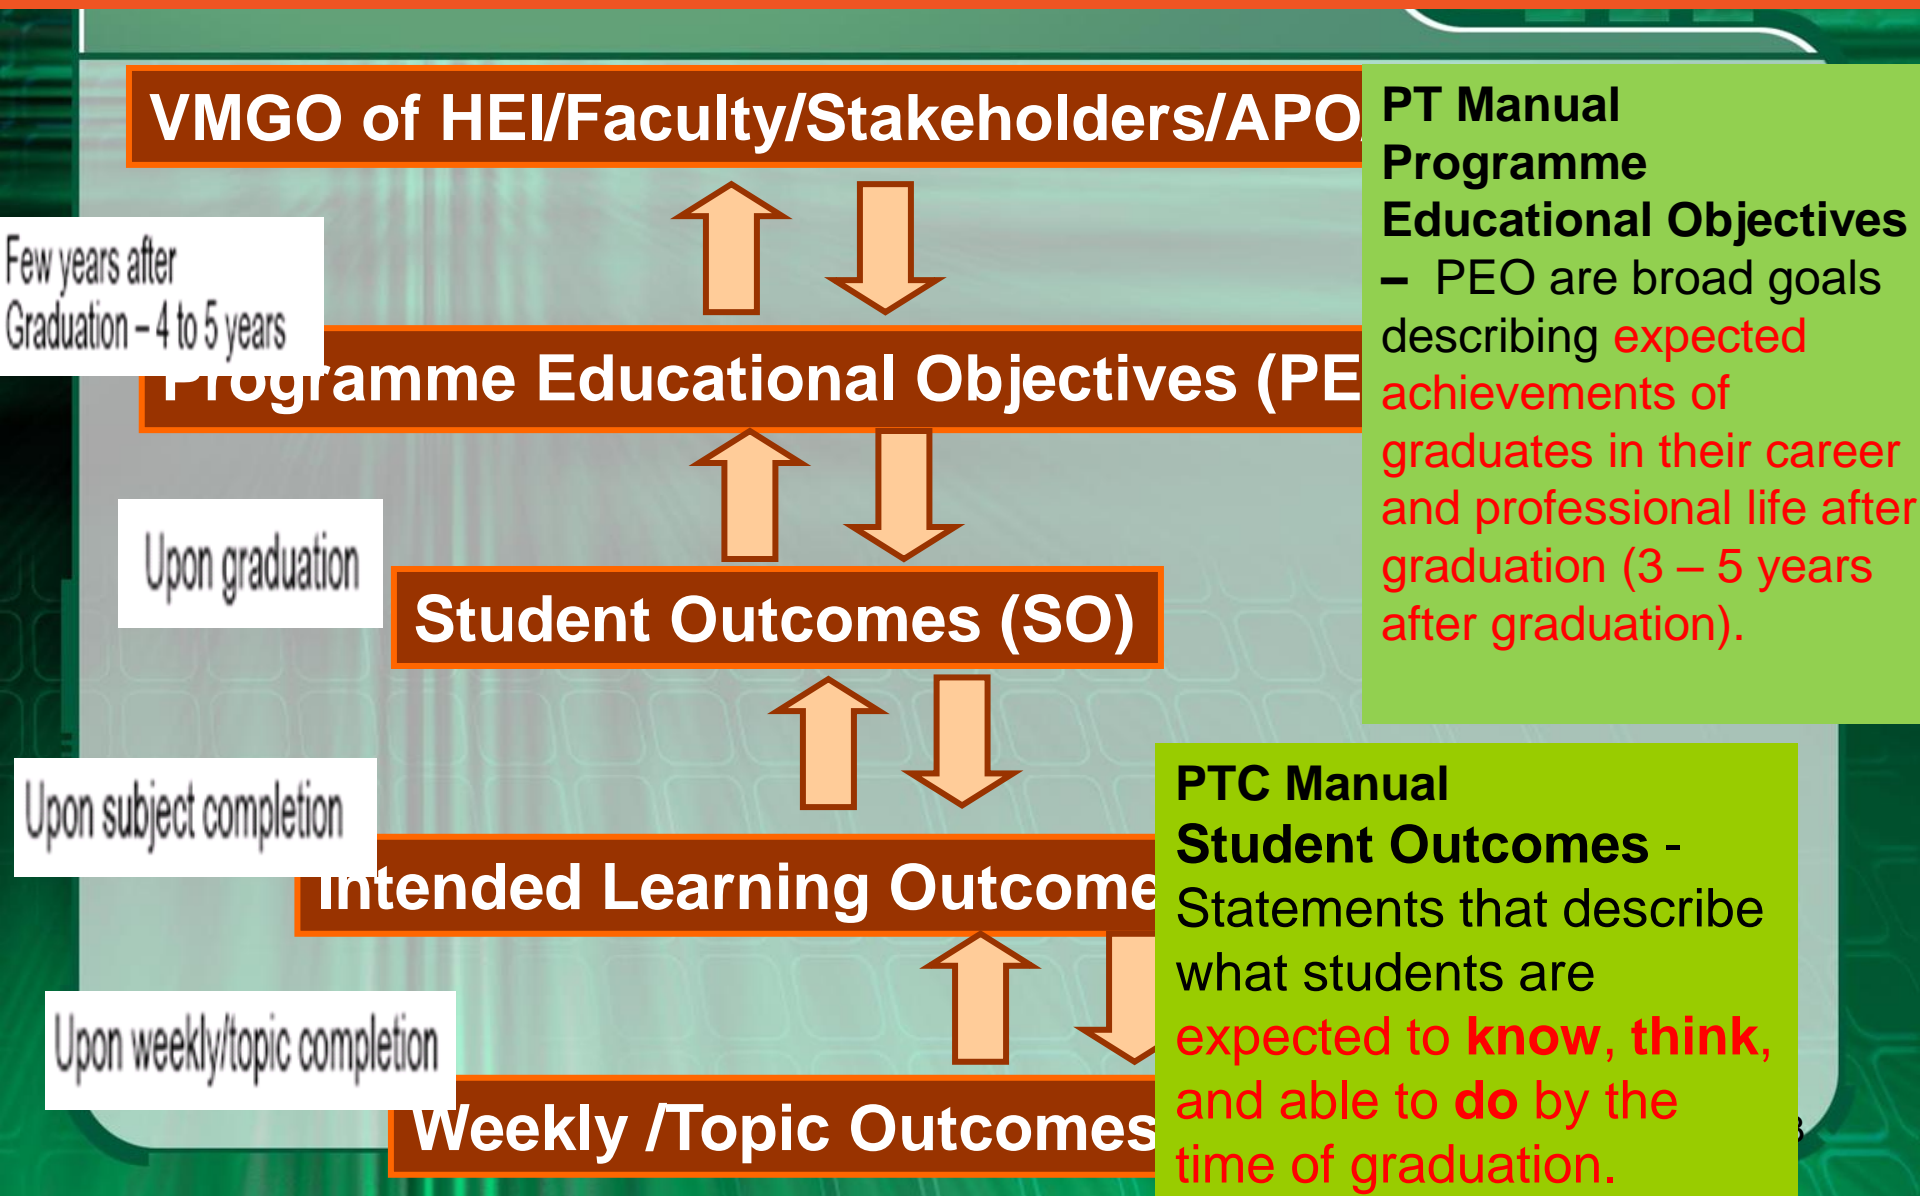 VMGO of HEI/Faculty/Stakeholders/APO
Few years after
Graduation – 4 to 5 years
Programme Educational Objectives (PE
Upon graduation
Student Outcomes (SO)
Upon subject completion
Intended Learning Outcome
Upon weekly/topic completion
Weekly /Topic Outcomes
PT Manual
Programme
Educational Objectives
– PEO are broad goals
describing expected
achievements of
graduates in their career
and professional life after
graduation (3 – 5 years
after graduation).
PTC Manual
Student Outcomes -
Statements that describe
what students are
expected to know, think,
and able to do by the
time of graduation.